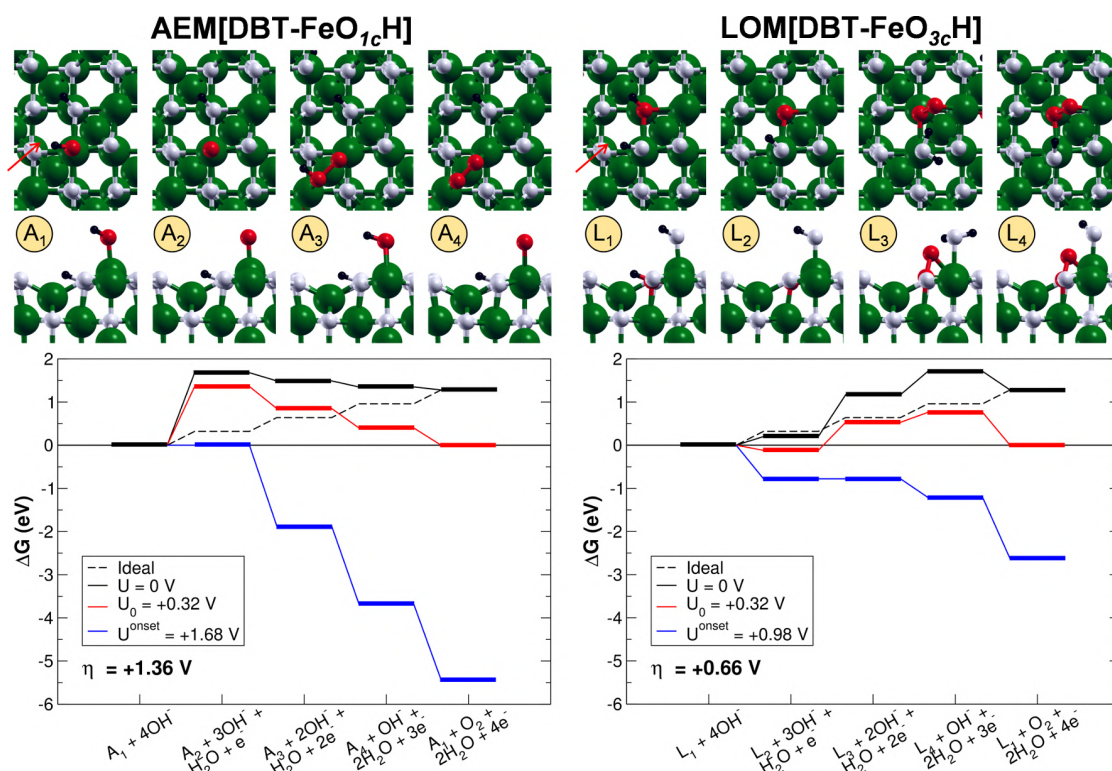 AEM[DBT-FeO1cH]
A1
A2
A3
A4
2
1
0
-1
-2
-3
-4
-5
-6
ΔG (eV)
Ideal
U = 0 V
U0 = +0.32 V
U^onset = +1.68 V
η = +1.36 V
A1 + 4OH-
A2 + 3OH- +
H2O + e-
A3 + 2OH- +
H2O + 2e-
A4 + OH- +
2H2O + 3e-
A1 + O2 +
2H2O + 4e-
LOM[DBT-FeO3cH]
L1
L2
L3
L4
2
1
0
-1
-2
-3
-4
-5
-6
ΔG (eV)
Ideal
U = 0 V
U0 = +0.32 V
U^onset = +0.98 V
η = +0.66 V
L1 + 4OH-
L2 + 3OH- +
H2O + e-
L3 + 2OH- +
H2O + 2e-
L4 + OH- +
2H2O + 3e-
L1 + O2 +
2H2O + 4e-